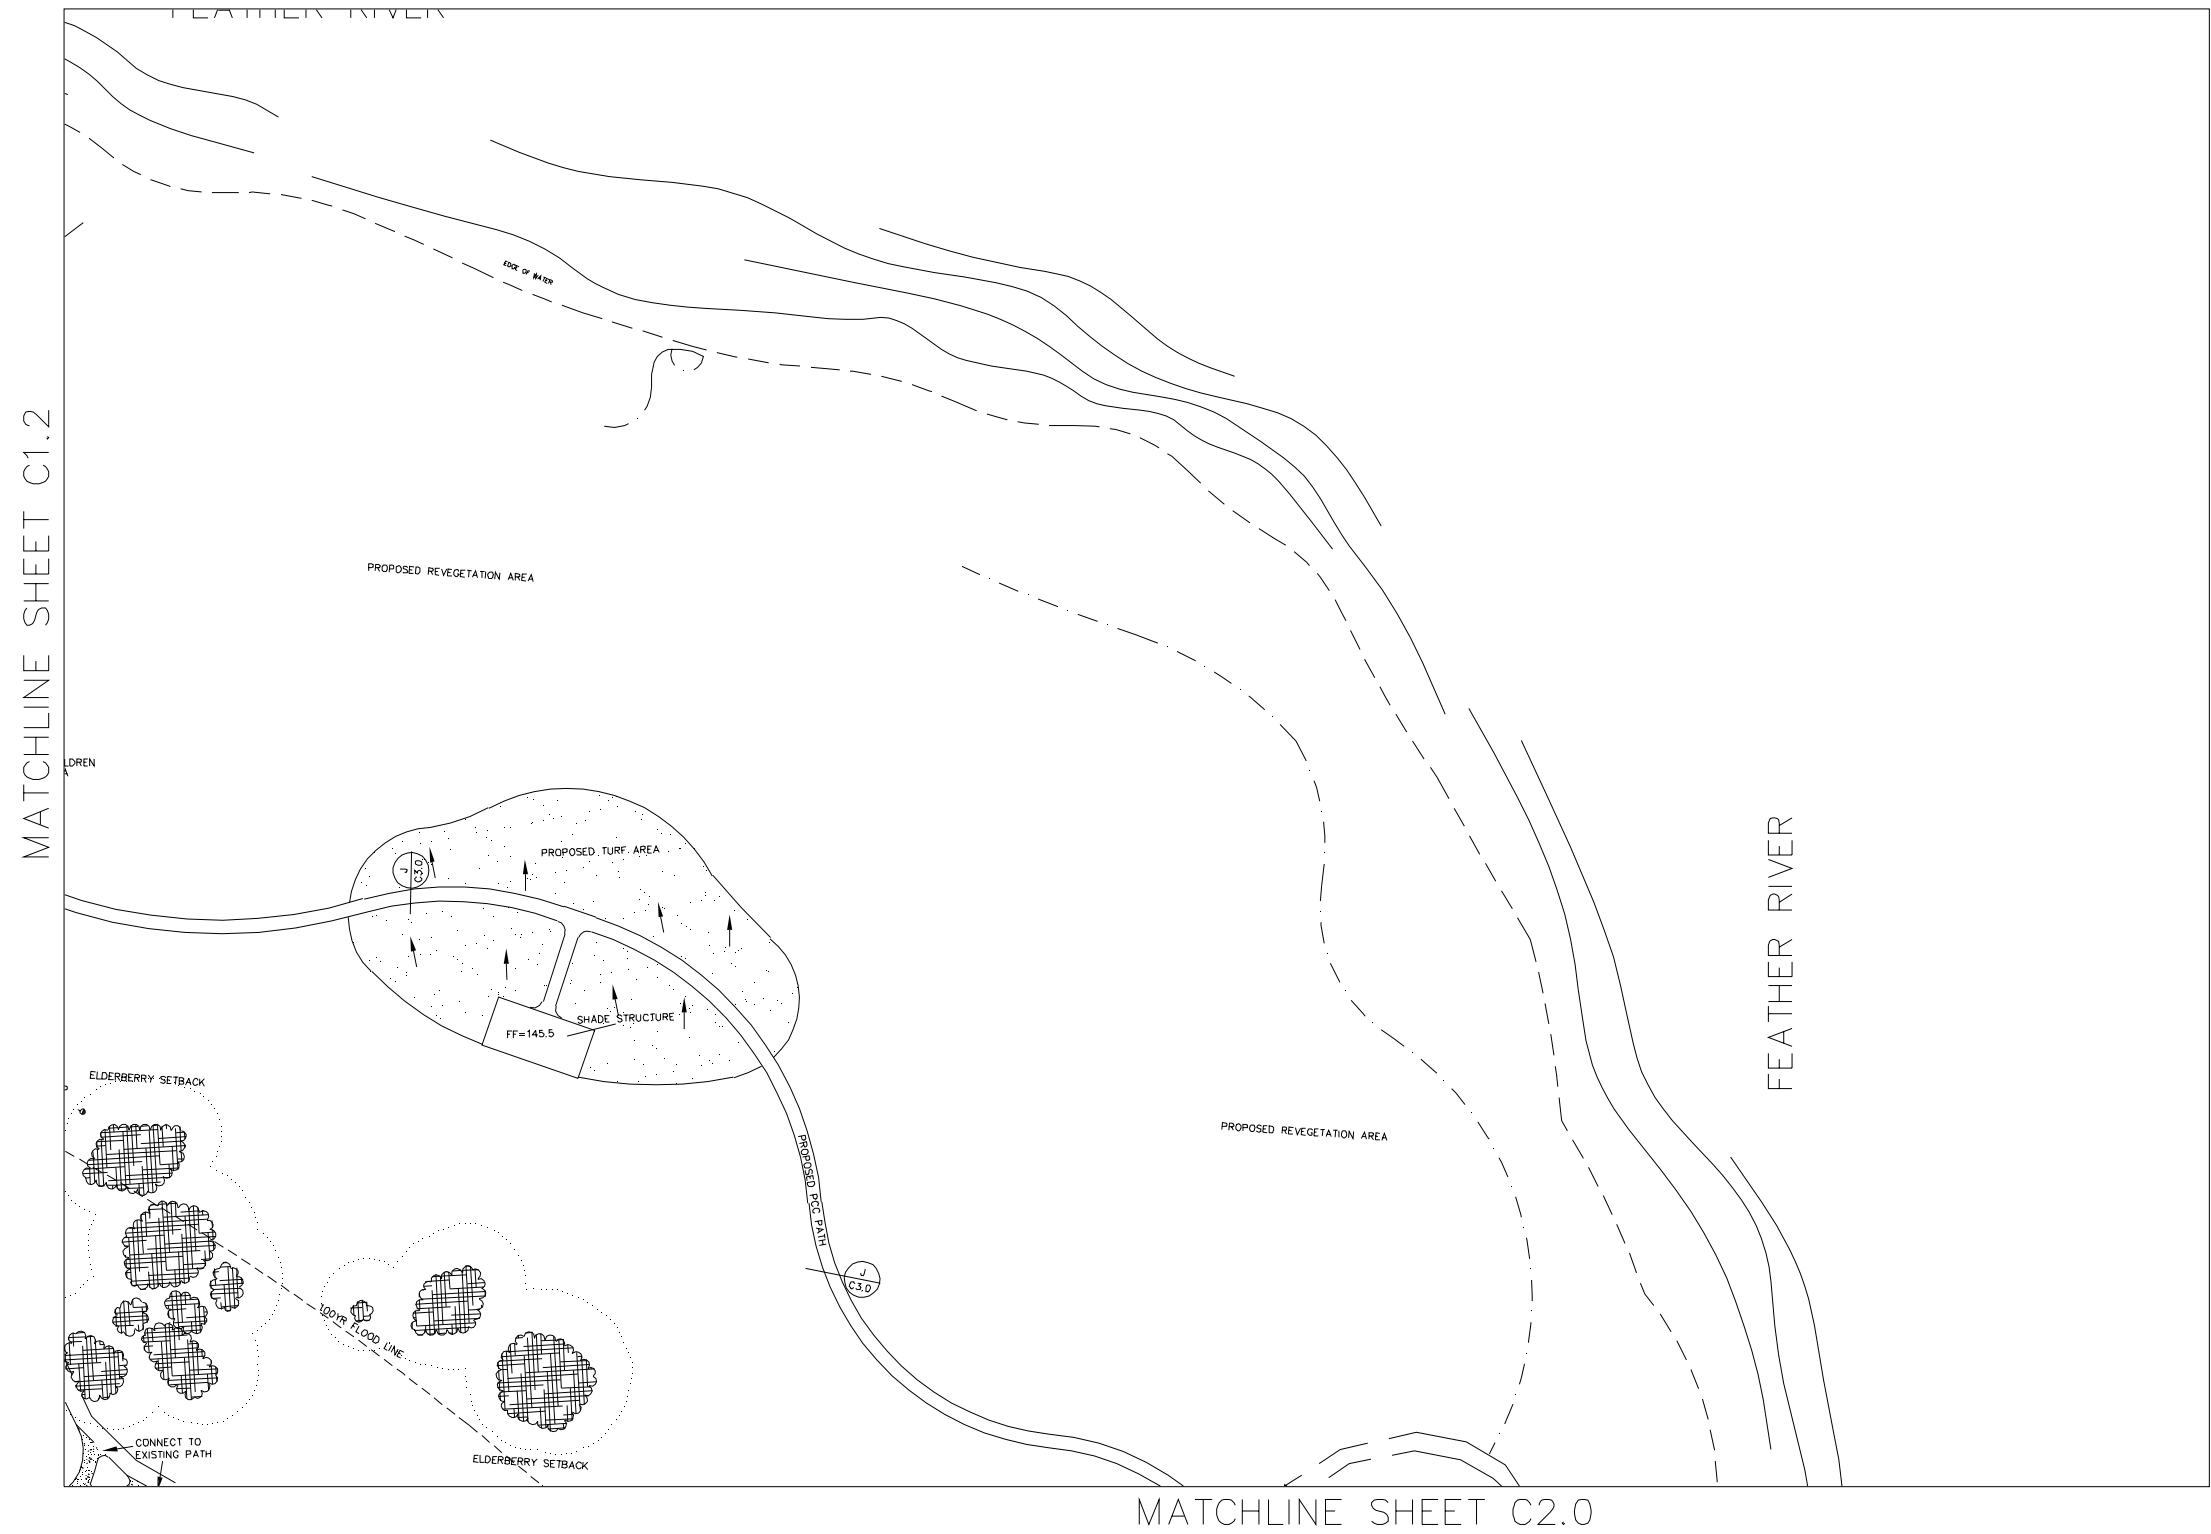 FEATHER RIVER
EDGE OF WATER
MATCHLINE SHEET C1.2
PROPOSED REVEGETATION AREA
LDREN
A
PROPOSED TURF AREA
J
C3.0
FEATHER RIVER
SHADE STRUCTURE
FF=145.5
ELDERBERRY SETBACK
PROPOSED REVEGETATION AREA
PROPOSED PCC PATH
J
C3.0
100YR FLOOD LINE
CONNECT TO
EXISTING PATH
ELDERBERRY SETBACK
MATCHLINE SHEET C2.0